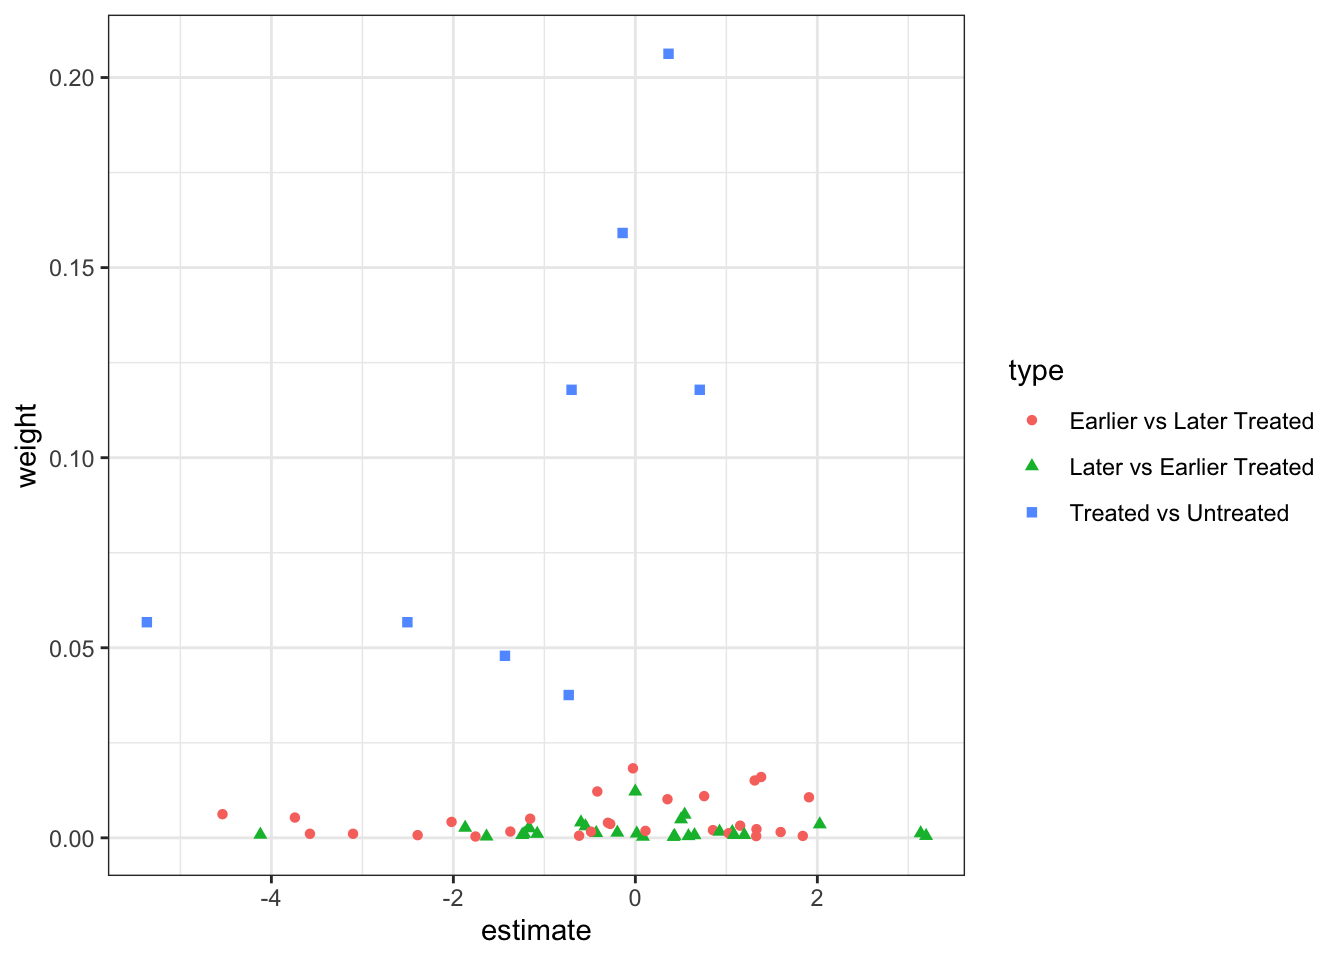 0.20
0.15
0.10
0.05
0.00
weight
-4
-2
0
2
estimate
type
Earlier vs Later Treated
Later vs Earlier Treated
Treated vs Untreated